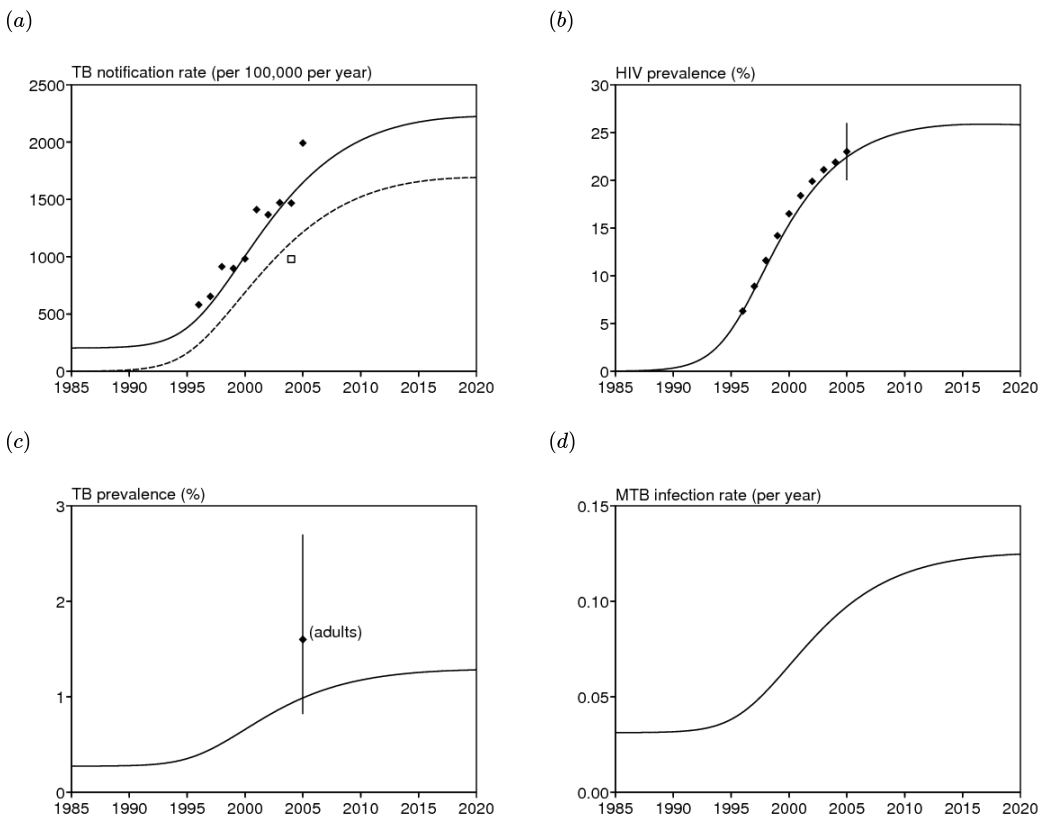 (a)
TB notification rate (per 100,000 per year)
2500
2000
1500
1000
500
0
1985 1990 1995 2000 2005 2010 2015 2020
(b)
HIV prevalence (%)
30
25
20
15
10
5
0
1985 1990 1995 2000 2005 2010 2015 2020
(c)
TB prevalence (%)
3
2
(adults)
1
0
1985 1990 1995 2000 2005 2010 2015 2020
(d)
MTB infection rate (per year)
0.15
0.10
0.05
0.00
1985 1990 1995 2000 2005 2010 2015 2020